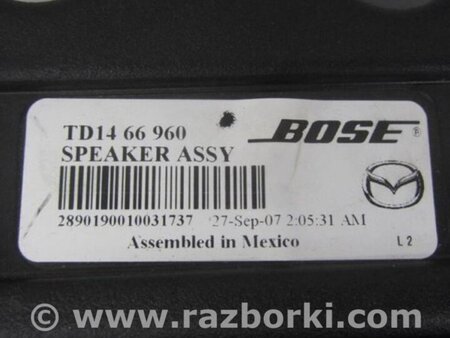 TD14 66 960
BOSE®
SPEAKER ASSY
2890190010031737 27-Sep-07 2:05:31 AM
Assembled in Mexico
L2
© www.razborki.com